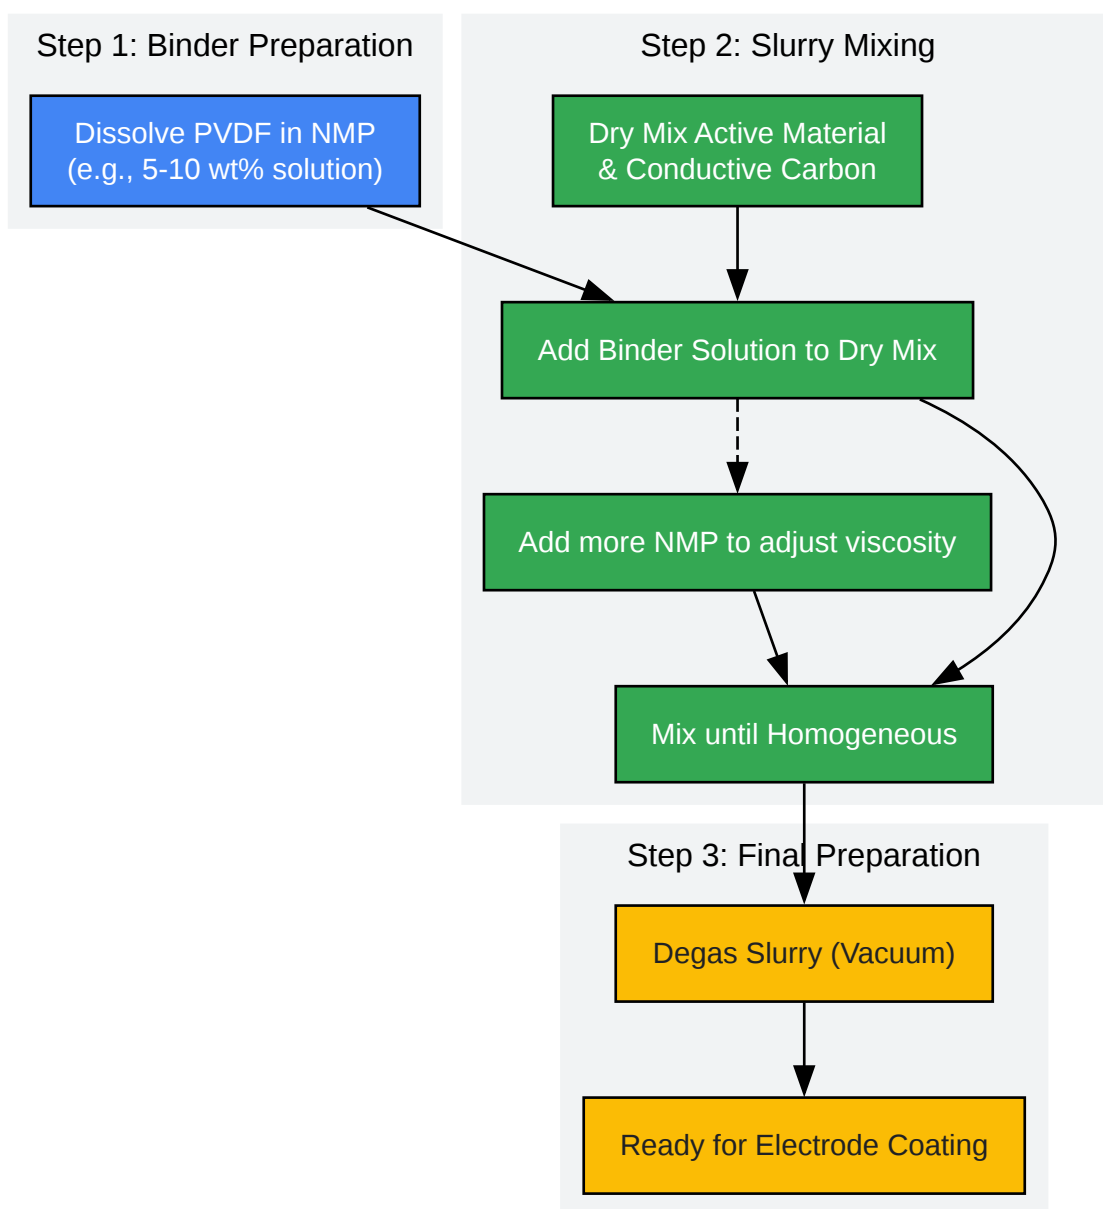 Step 1: Binder Preparation
Dissolve PVDF in NMP
(e.g., 5-10 wt% solution)
Step 2: Slurry Mixing
Dry Mix Active Material
& Conductive Carbon
Add Binder Solution to Dry Mix
Add more NMP to adjust viscosity
Mix until Homogeneous
Step 3: Final Preparation
Degas Slurry (Vacuum)
Ready for Electrode Coating